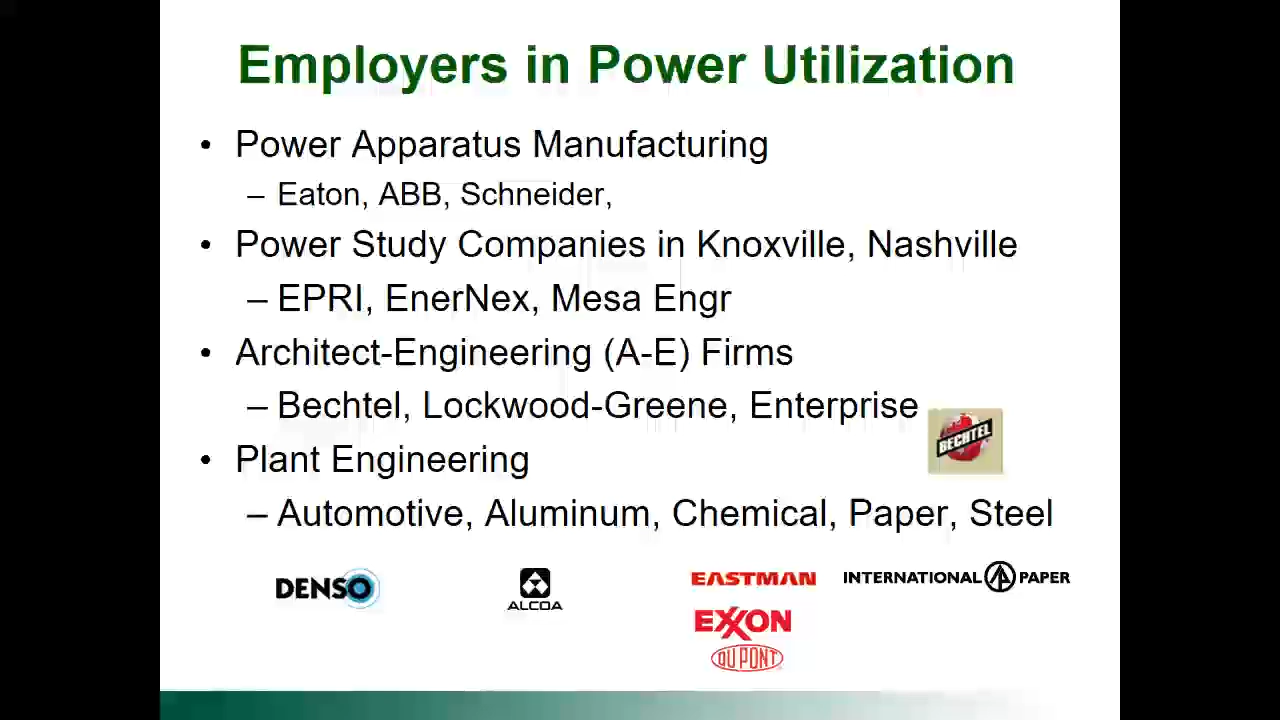 Employers in Power Utilization
• Power Apparatus Manufacturing
– Eaton, ABB, Schneider,
• Power Study Companies in Knoxville, Nashville
– EPRI, EnerNex, Mesa Engr
• Architect-Engineering (A-E) Firms
– Bechtel, Lockwood-Greene, Enterprise
BECHTEL
• Plant Engineering
– Automotive, Aluminum, Chemical, Paper, Steel
DENSO
ALCOA
EASTMAN
INTERNATIONAL PAPER
EXXON
DU PONT